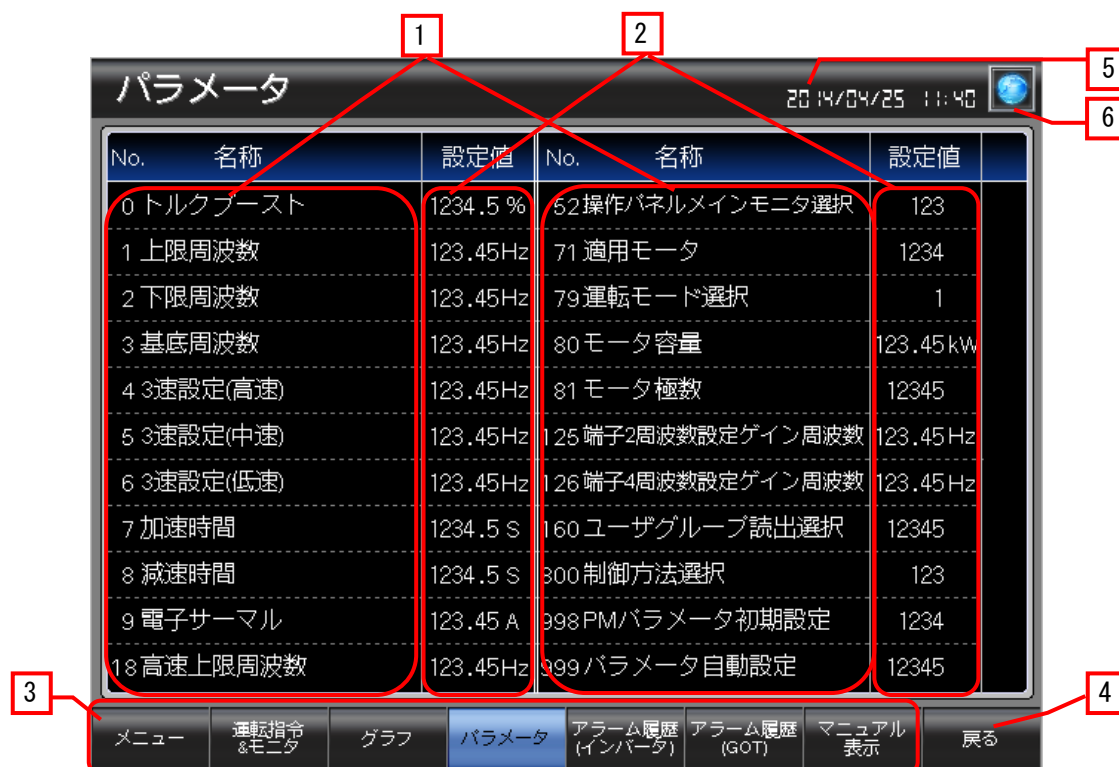 1
2
5
パラメータ
2014/04/25 11:40
6
No. 名称 設定値 No. 名称 設定値
0 トルクブースト 1234.5 % 52 操作パネルメインモニタ選択 123
1 上限周波数 123.45Hz 71 適用モータ 1234
2 下限周波数 123.45Hz 79 運転モード選択 1
3 基底周波数 123.45Hz 80 モータ容量 123.45kW
4 3速設定(高速) 123.45Hz 81 モータ極数 12345
5 3速設定(中速) 123.45Hz 125 端子2周波数設定ゲイン周波数 123.45Hz
6 3速設定(低速) 123.45Hz 126 端子4周波数設定ゲイン周波数 123.45Hz
7 加速時間 1234.5 S 160 ユーザグループ読出選択 12345
8 減速時間 1234.5 S 800 制御方法選択 123
9 電子サーマル 123.45 A 998 PMパラメータ初期設定 1234
18 高速上限周波数 123.45Hz 999 パラメータ自動設定 12345
3
4
メニュー
運転指令
&モニタ
グラフ
パラメータ
アラーム履歴
(インバータ)
アラーム履歴
(GOT)
マニュアル
表示
戻る